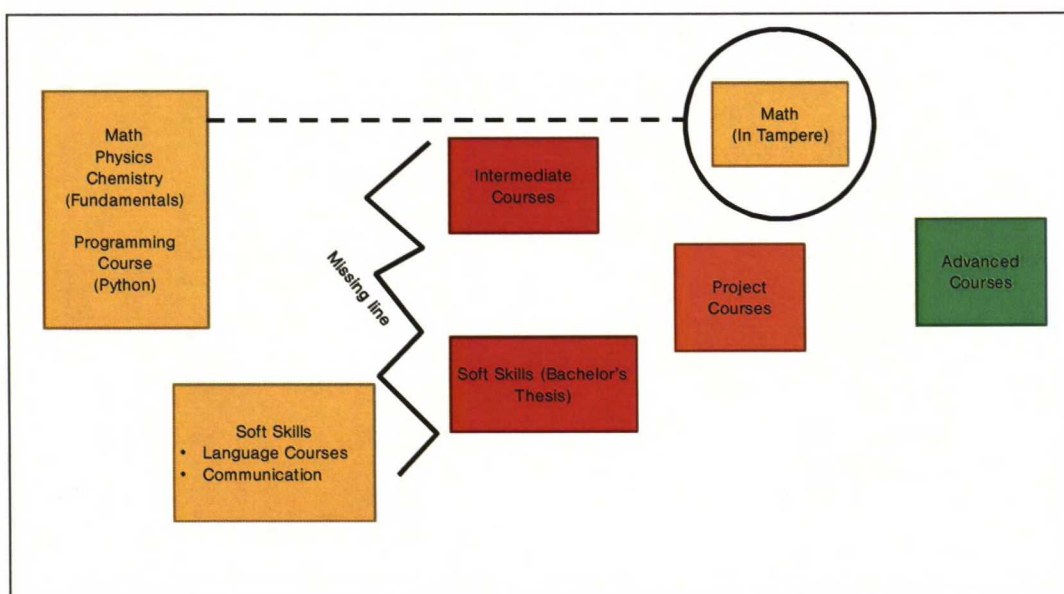 Math
Physics
Chemistry
(Fundamentals)
Programming
Course
(Python)
Soft Skills
• Language Courses
• Communication
Missing line
Intermediate
Courses
Soft Skills (Bachelor's
Thesis)
Math
(In Tampere)
Project
Courses
Advanced
Courses